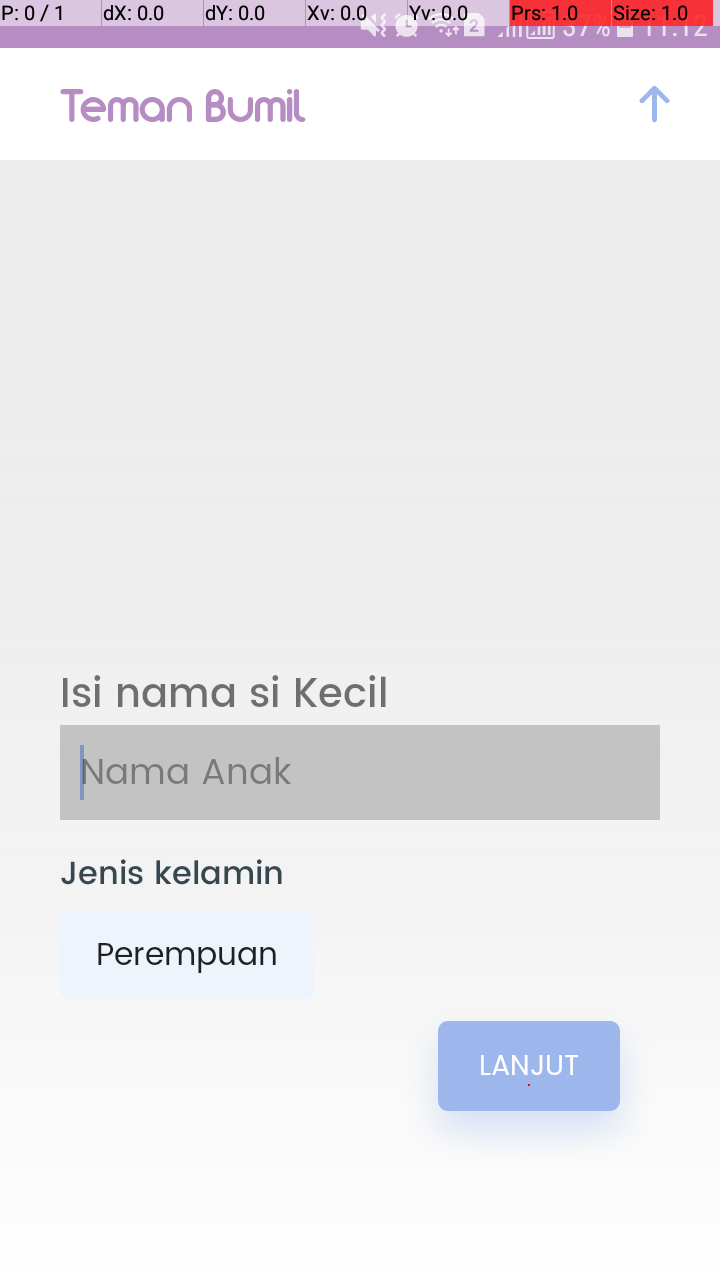 P: 0 / 1 dX: 0.0 dY: 0.0 Xv: 0.0 Yv: 0.0 Prs: 1.0 Size: 1.0
2 37% 11:12
Teman Bumil
Isi nama si Kecil
Nama Anak
Jenis kelamin
Perempuan
LANJUT